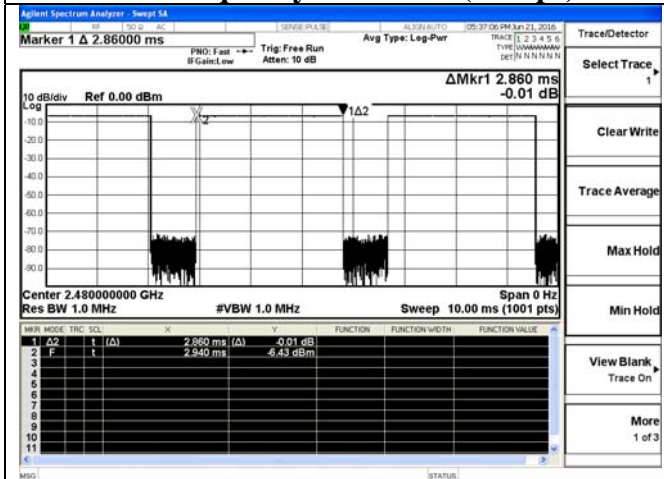 Agilent Spectrum Analyzer - Swept SA
RF 50 Ω AC SENSE:PULSE ALIGN AUTO 05:37:06 PM Jun 21, 2016
Marker 1 Δ 2.86000 ms
PNO: Fast
IFGain:Low
Trig: Free Run
Atten: 10 dB
Avg Type: Log-Pwr
TRACE 1 2 3 4 5 6
TYPE WWWWWW
DET N N N N N N
ΔMkr1 2.860 ms
-0.01 dB
10 dB/div Ref 0.00 dBm
Log
1Δ2
2
-10.0
-20.0
-30.0
-40.0
-50.0
-60.0
-70.0
-80.0
-90.0
Center 2.480000000 GHz Span 0 Hz
Res BW 1.0 MHz #VBW 1.0 MHz Sweep 10.00 ms (1001 pts)
MKR MODE TRC SCL X Y FUNCTION FUNCTION WIDTH FUNCTION VALUE
1 Δ2 t (Δ) 2.860 ms (Δ) -0.01 dB
2 F t 2.940 ms -6.43 dBm
3
4
5
6
7
8
9
10
11
MSG STATUS
Trace/Detector
Select Trace
1
Clear Write
Trace Average
Max Hold
Min Hold
View Blank
Trace On
More
1 of 3